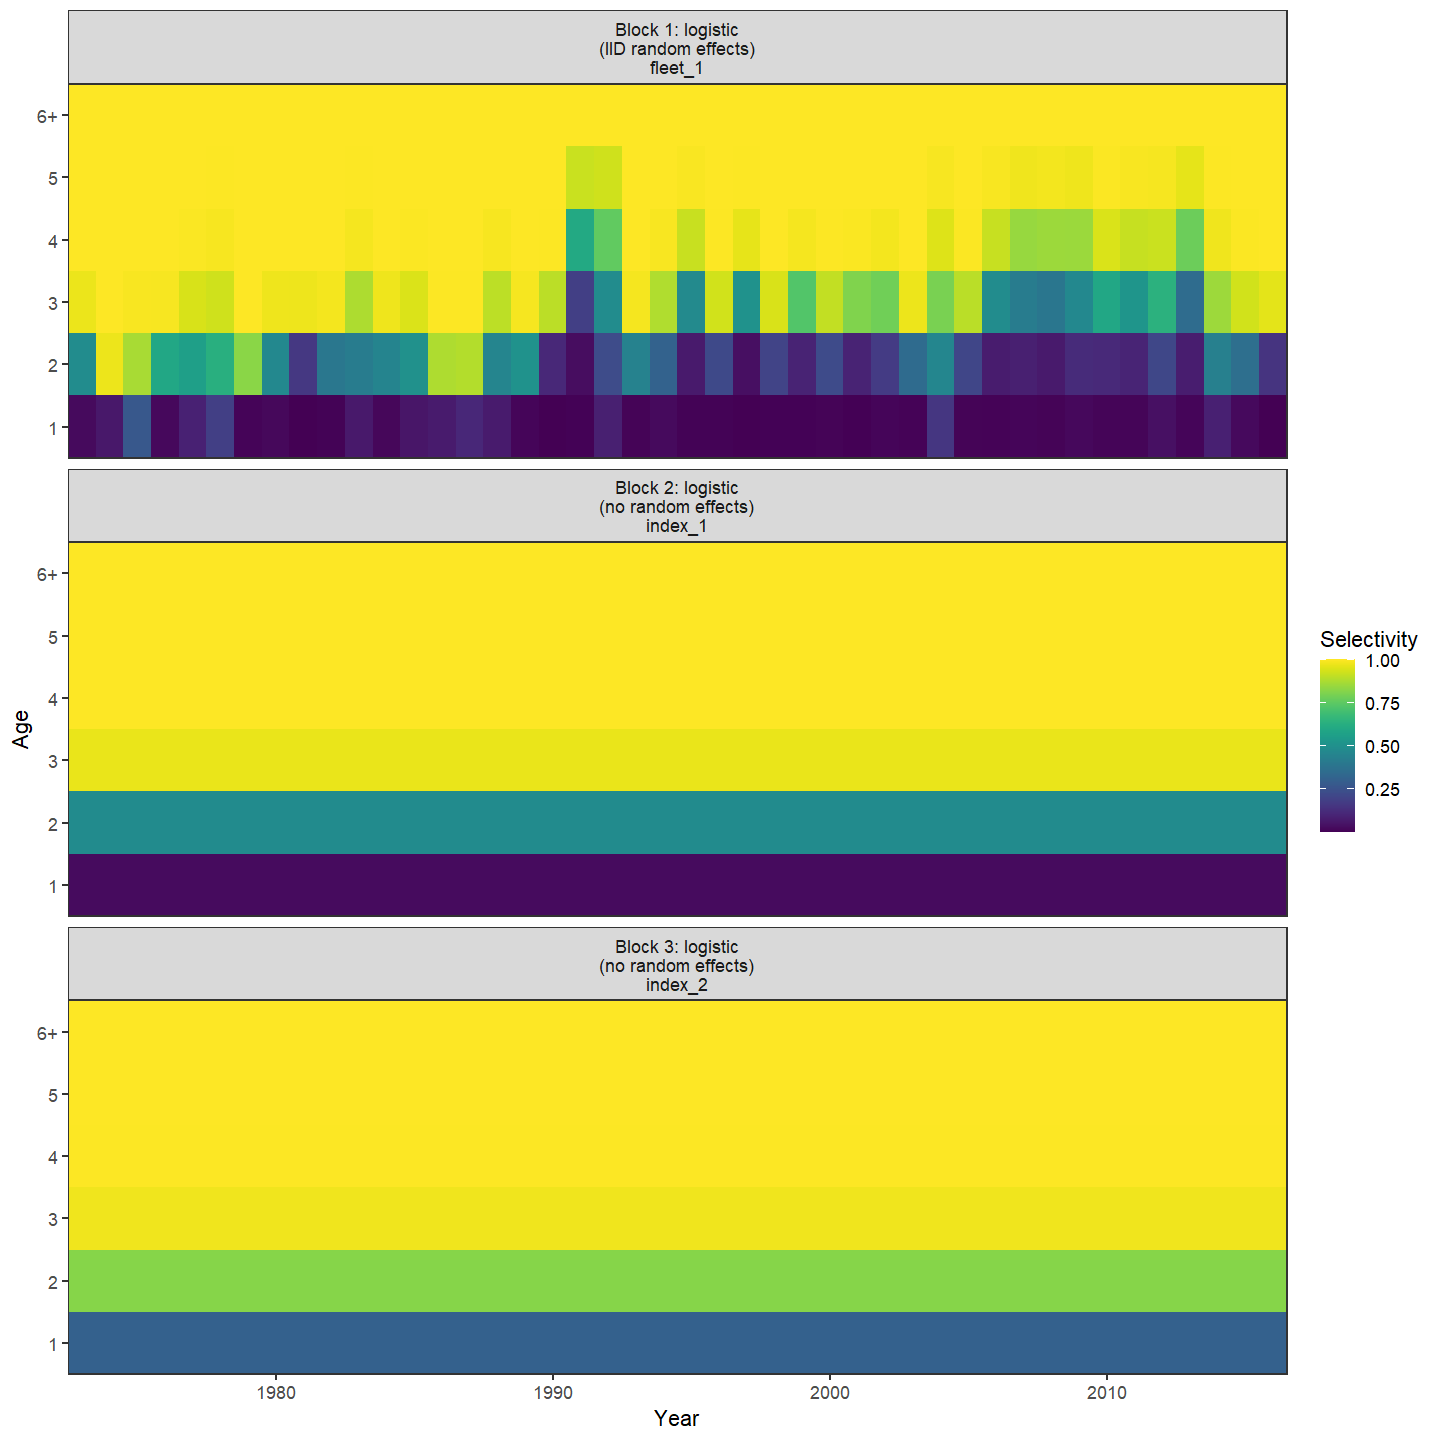 Block 1: logistic
(IID random effects)
fleet_1
6+
5
4
3
2
1
Block 2: logistic
(no random effects)
index_1
6+
5
4
3
2
1
Block 3: logistic
(no random effects)
index_2
6+
5
4
3
2
1
1980
1990
2000
2010
Year
Age
Selectivity
1.00
0.75
0.50
0.25